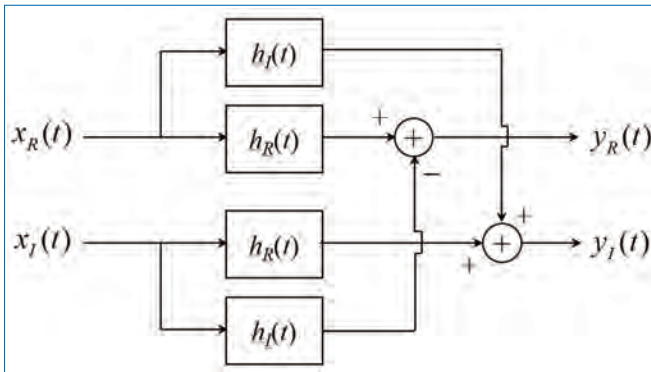 h_I(t)
x_R(t)
h_R(t)
+
+
y_R(t)
−
x_I(t)
h_R(t)
+
+
+
y_I(t)
h_I(t)